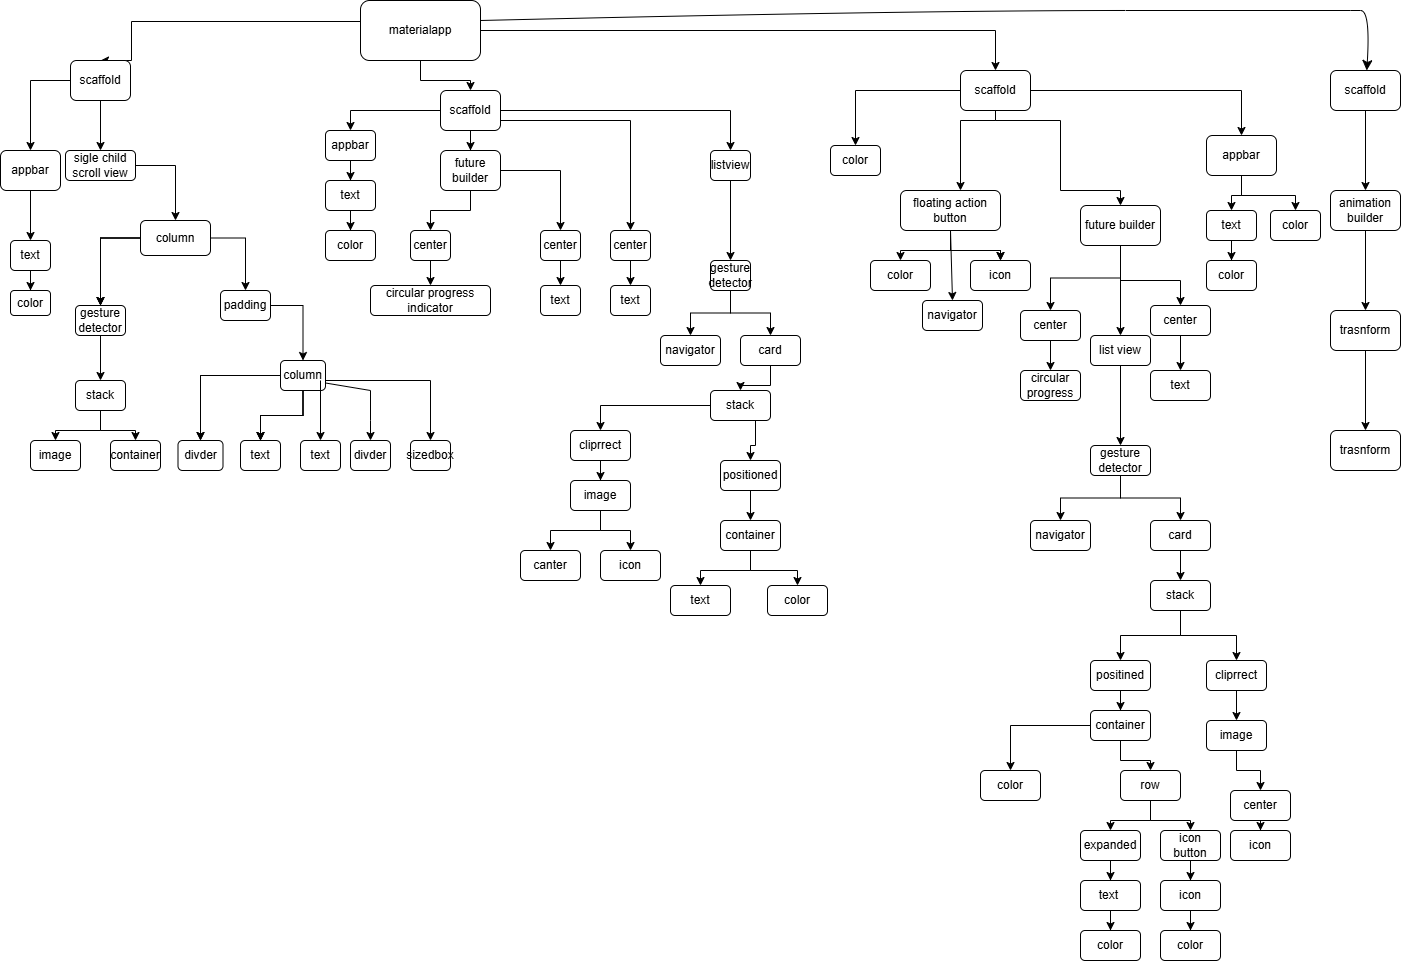 materialapp
scaffold
scaffold
scaffold
scaffold
appbar
sigle child
scroll view
appbar
future
builder
listview
color
appbar
text
floating action
button
future builder
text
color
animation
builder
column
color
center
center
center
text
color
gesture
detector
color
icon
color
padding
circular progress
indicator
text
text
navigator
gesture
detector
center
center
trasnform
navigator
card
list view
column
circular
progress
text
stack
stack
image
container
divder
text
text
divder
sizedbox
cliprrect
positioned
gesture
detector
trasnform
image
container
navigator
card
canter
icon
text
color
stack
positined
cliprrect
container
image
color
row
center
expanded
icon
button
icon
text
icon
color
color